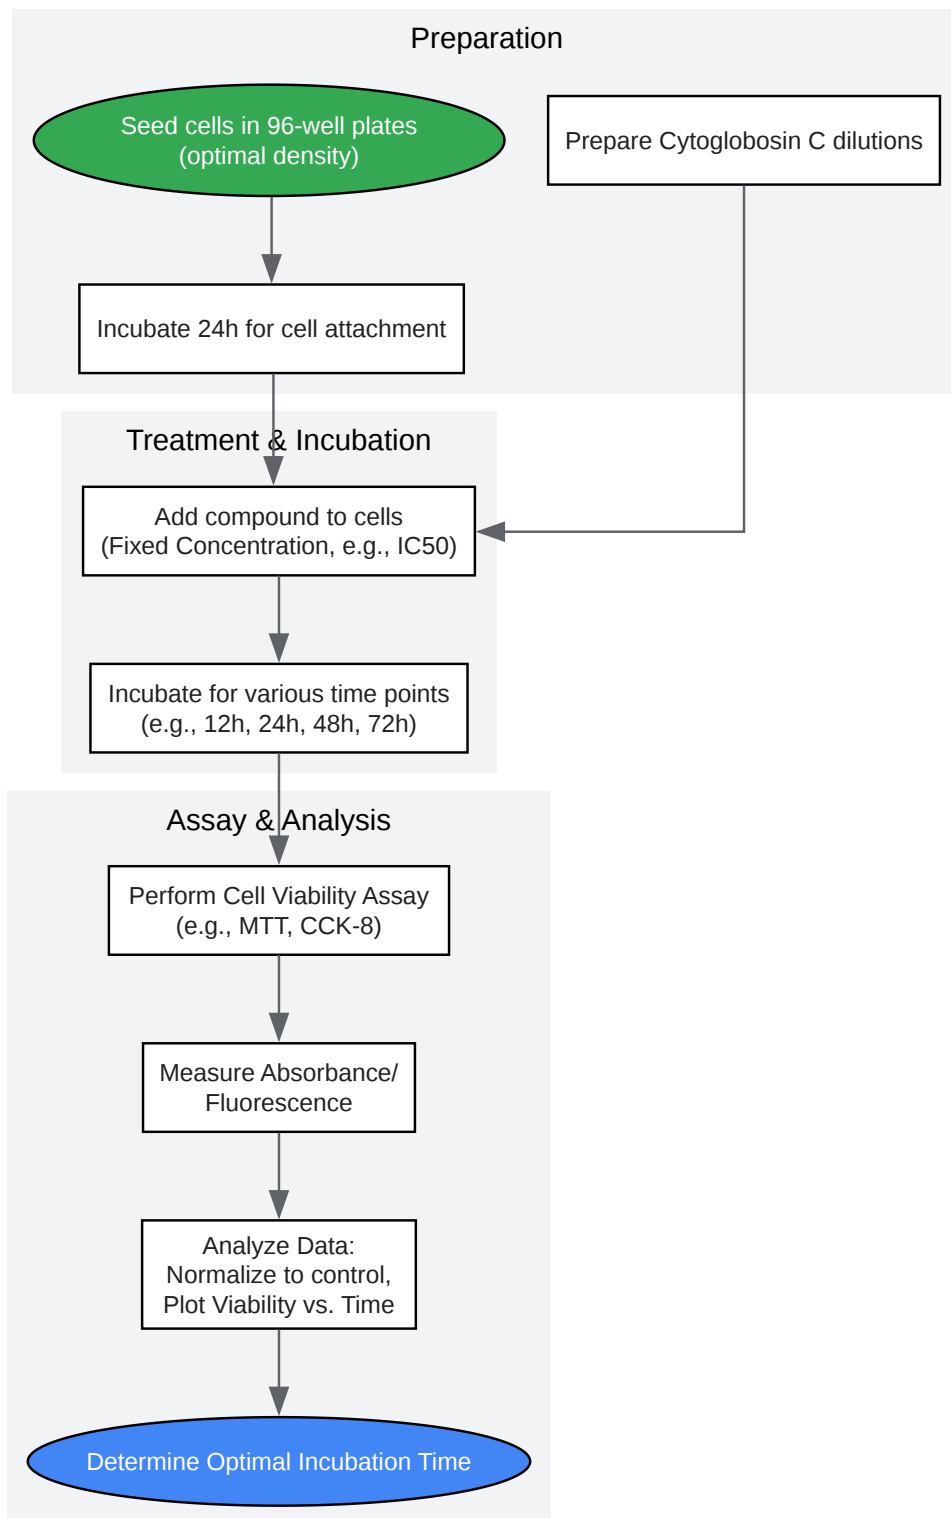 Preparation
Seed cells in 96-well plates
(optimal density)
Prepare Cytoglobosin C dilutions
Incubate 24h for cell attachment
Treatment & Incubation
Add compound to cells
(Fixed Concentration, e.g., IC50)
Incubate for various time points
(e.g., 12h, 24h, 48h, 72h)
Assay & Analysis
Perform Cell Viability Assay
(e.g., MTT, CCK-8)
Measure Absorbance/
Fluorescence
Analyze Data:
Normalize to control,
Plot Viability vs. Time
Determine Optimal Incubation Time